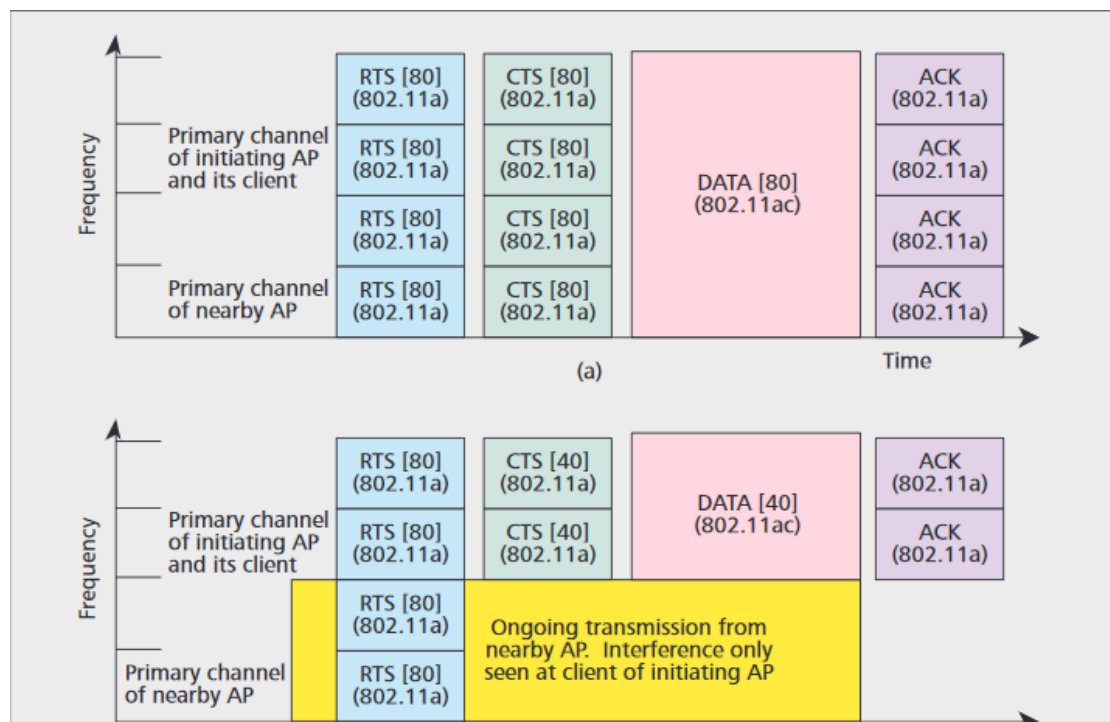 Frequency
Primary channel
of initiating AP
and its client
Primary channel
of nearby AP
RTS [80]
(802.11a)
RTS [80]
(802.11a)
RTS [80]
(802.11a)
RTS [80]
(802.11a)
CTS [80]
(802.11a)
CTS [80]
(802.11a)
CTS [80]
(802.11a)
CTS [80]
(802.11a)
DATA [80]
(802.11ac)
ACK
(802.11a)
ACK
(802.11a)
ACK
(802.11a)
ACK
(802.11a)
Time
(a)
Frequency
Primary channel
of initiating AP
and its client
Primary channel
of nearby AP
RTS [80]
(802.11a)
RTS [80]
(802.11a)
RTS [80]
(802.11a)
RTS [80]
(802.11a)
CTS [40]
(802.11a)
CTS [40]
(802.11a)
DATA [40]
(802.11ac)
ACK
(802.11a)
ACK
(802.11a)
Ongoing transmission from
nearby AP. Interference only
seen at client of initiating AP